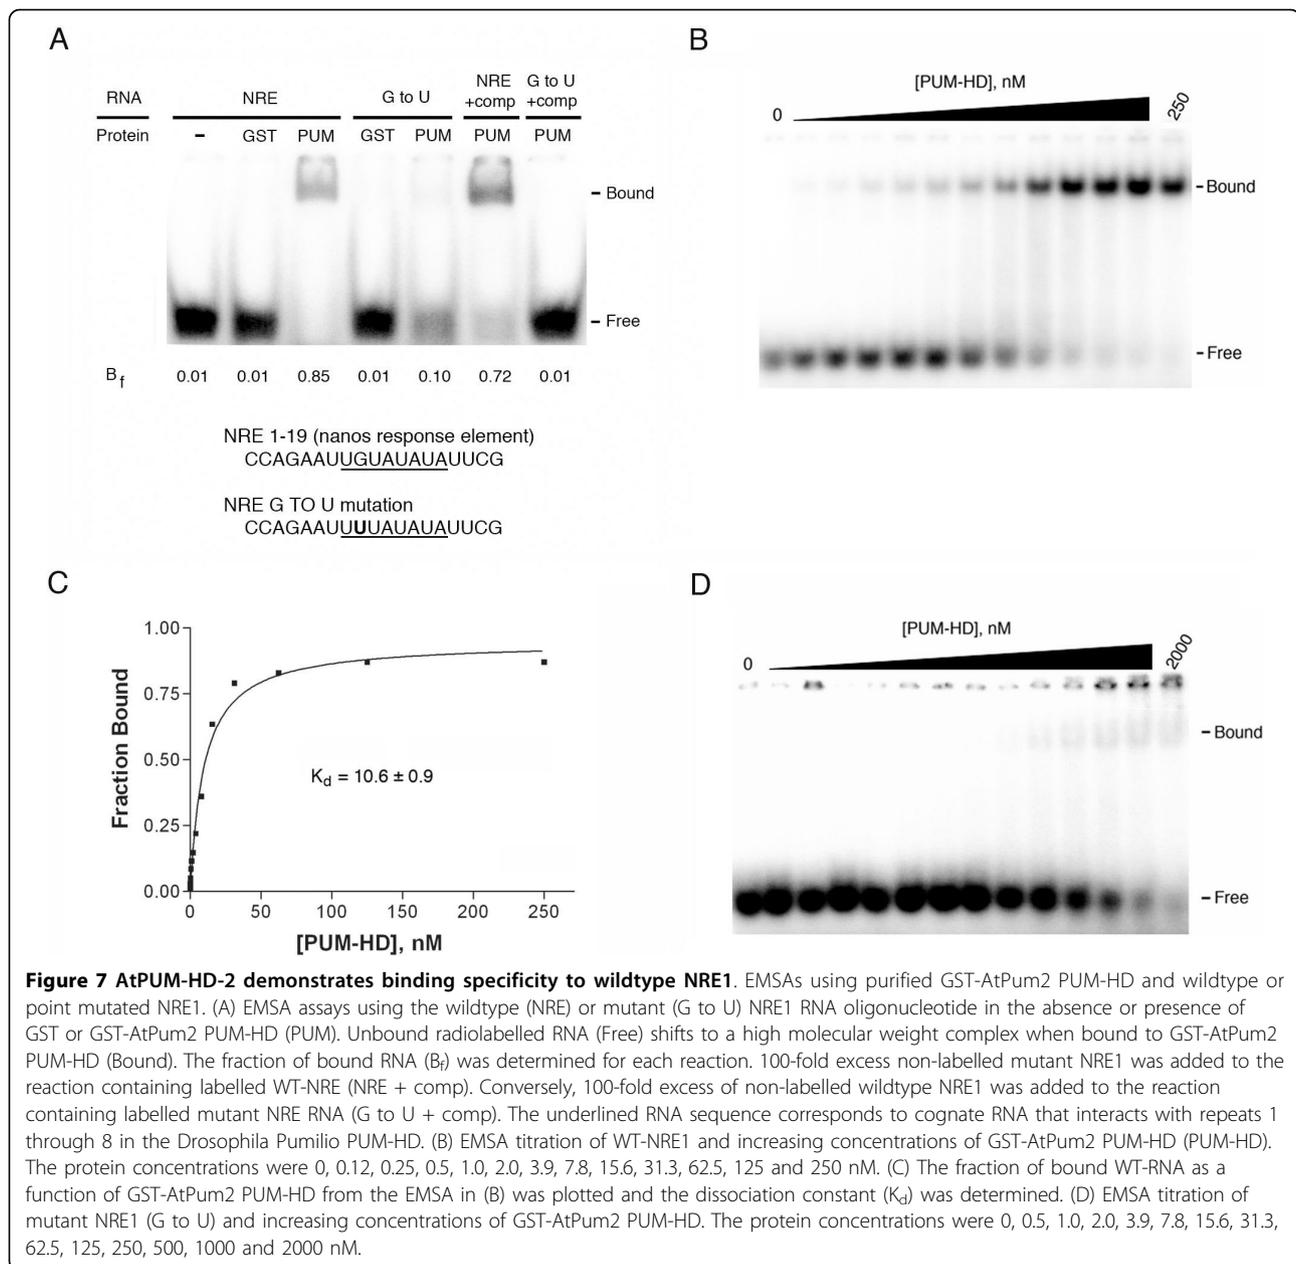 A
RNA NRE G to U NRE +comp G to U +comp
Protein – GST PUM GST PUM PUM PUM
– Bound
– Free
Bf 0.01 0.01 0.85 0.01 0.10 0.72 0.01
NRE 1-19 (nanos response element)
CCAGAAUUGUAUAUAUUCG
NRE G TO U mutation
CCAGAAUUUUAUAUAUUCG
B
[PUM-HD], nM
0 250
– Bound
– Free
C
1.00
0.75
0.50
0.25
0.00
Fraction Bound
Kd = 10.6 ± 0.9
0 50 100 150 200 250
[PUM-HD], nM
D
[PUM-HD], nM
0 2000
– Bound
– Free
Figure 7 AtPUM-HD-2 demonstrates binding specificity to wildtype NRE1. EMSAs using purified GST-AtPum2 PUM-HD and wildtype or
point mutated NRE1. (A) EMSA assays using the wildtype (NRE) or mutant (G to U) NRE1 RNA oligonucleotide in the absence or presence of
GST or GST-AtPum2 PUM-HD (PUM). Unbound radiolabelled RNA (Free) shifts to a high molecular weight complex when bound to GST-AtPum2
PUM-HD (Bound). The fraction of bound RNA (Bf) was determined for each reaction. 100-fold excess non-labelled mutant NRE1 was added to the
reaction containing labelled WT-NRE (NRE + comp). Conversely, 100-fold excess of non-labelled wildtype NRE1 was added to the reaction
containing labelled mutant NRE RNA (G to U + comp). The underlined RNA sequence corresponds to cognate RNA that interacts with repeats 1
through 8 in the Drosophila Pumilio PUM-HD. (B) EMSA titration of WT-NRE1 and increasing concentrations of GST-AtPum2 PUM-HD (PUM-HD).
The protein concentrations were 0, 0.12, 0.25, 0.5, 1.0, 2.0, 3.9, 7.8, 15.6, 31.3, 62.5, 125 and 250 nM. (C) The fraction of bound WT-RNA as a
function of GST-AtPum2 PUM-HD from the EMSA in (B) was plotted and the dissociation constant (Kd) was determined. (D) EMSA titration of
mutant NRE1 (G to U) and increasing concentrations of GST-AtPum2 PUM-HD. The protein concentrations were 0, 0.5, 1.0, 2.0, 3.9, 7.8, 15.6, 31.3,
62.5, 125, 250, 500, 1000 and 2000 nM.